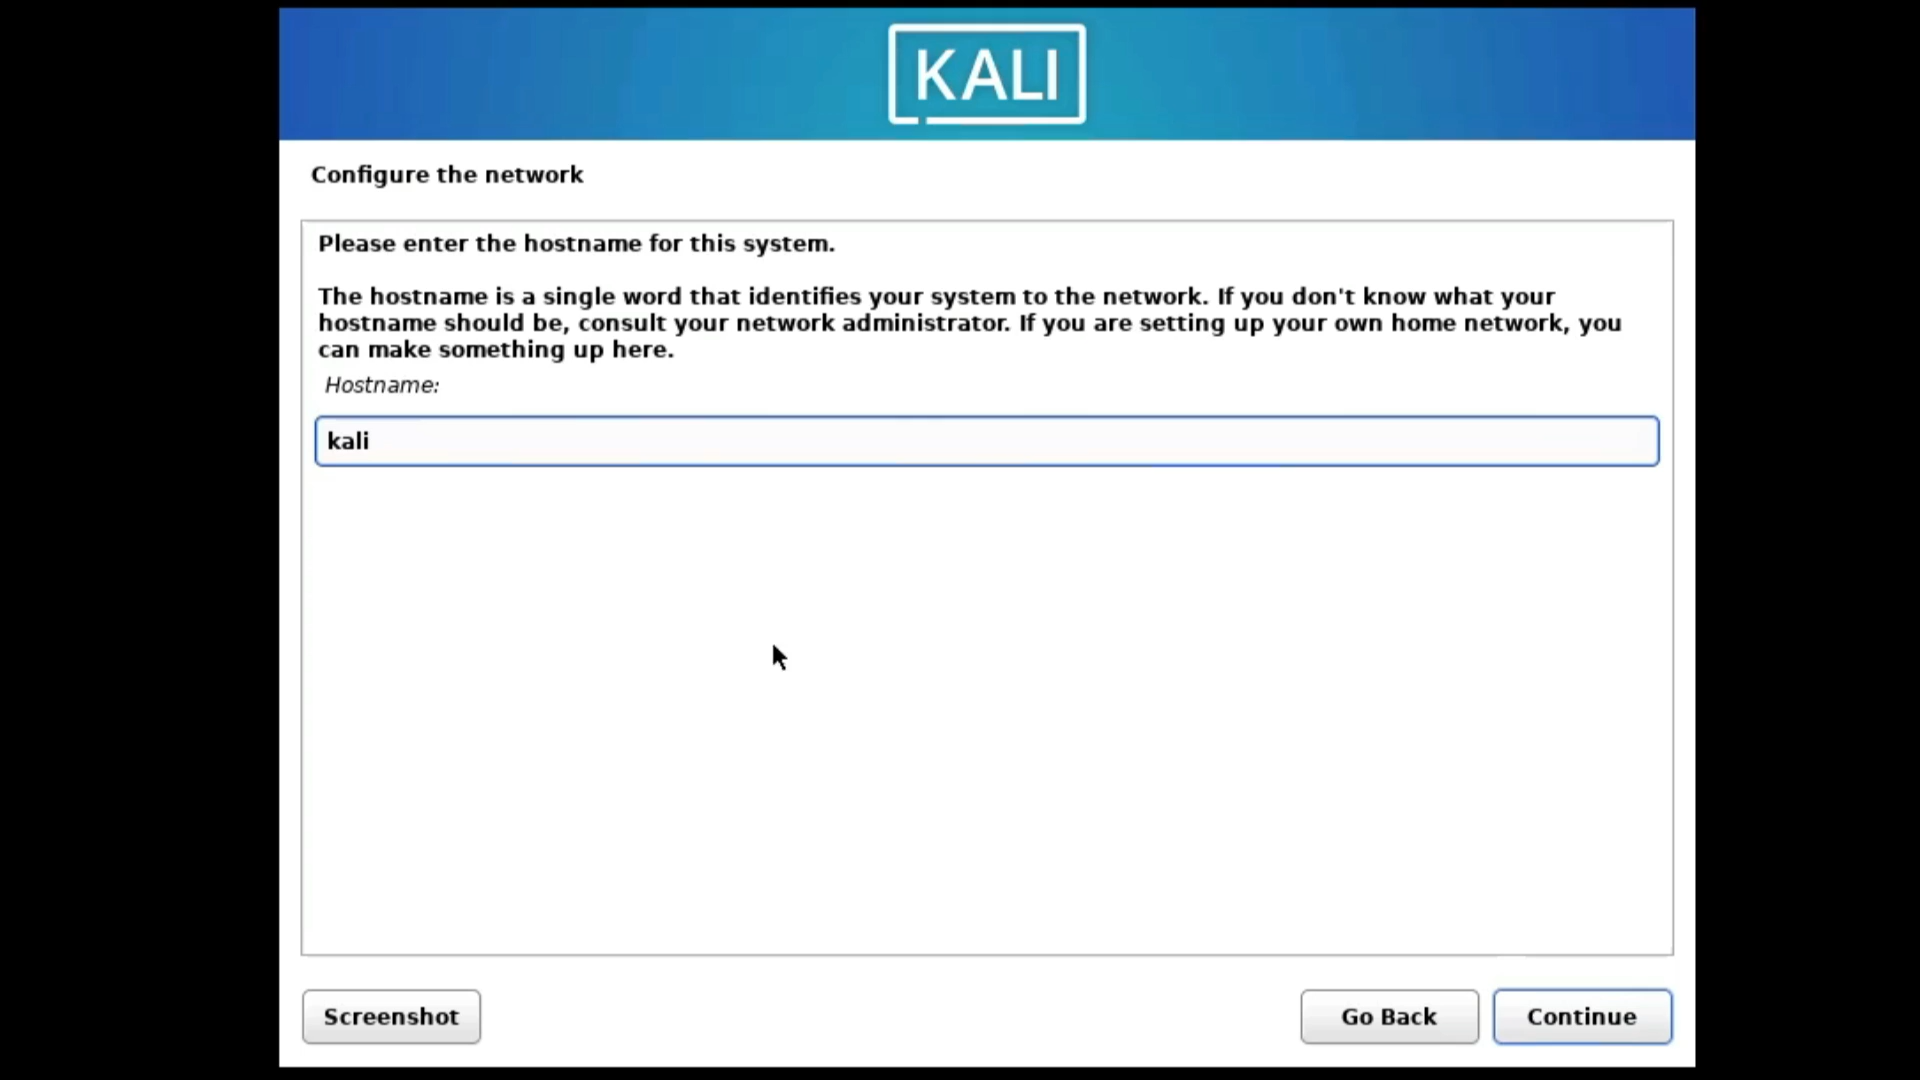 KALI
Configure the network
Please enter the hostname for this system.
The hostname is a single word that identifies your system to the network. If you don't know what your
hostname should be, consult your network administrator. If you are setting up your own home network, you
can make something up here.
Hostname:
kali
Screenshot
Go Back
Continue